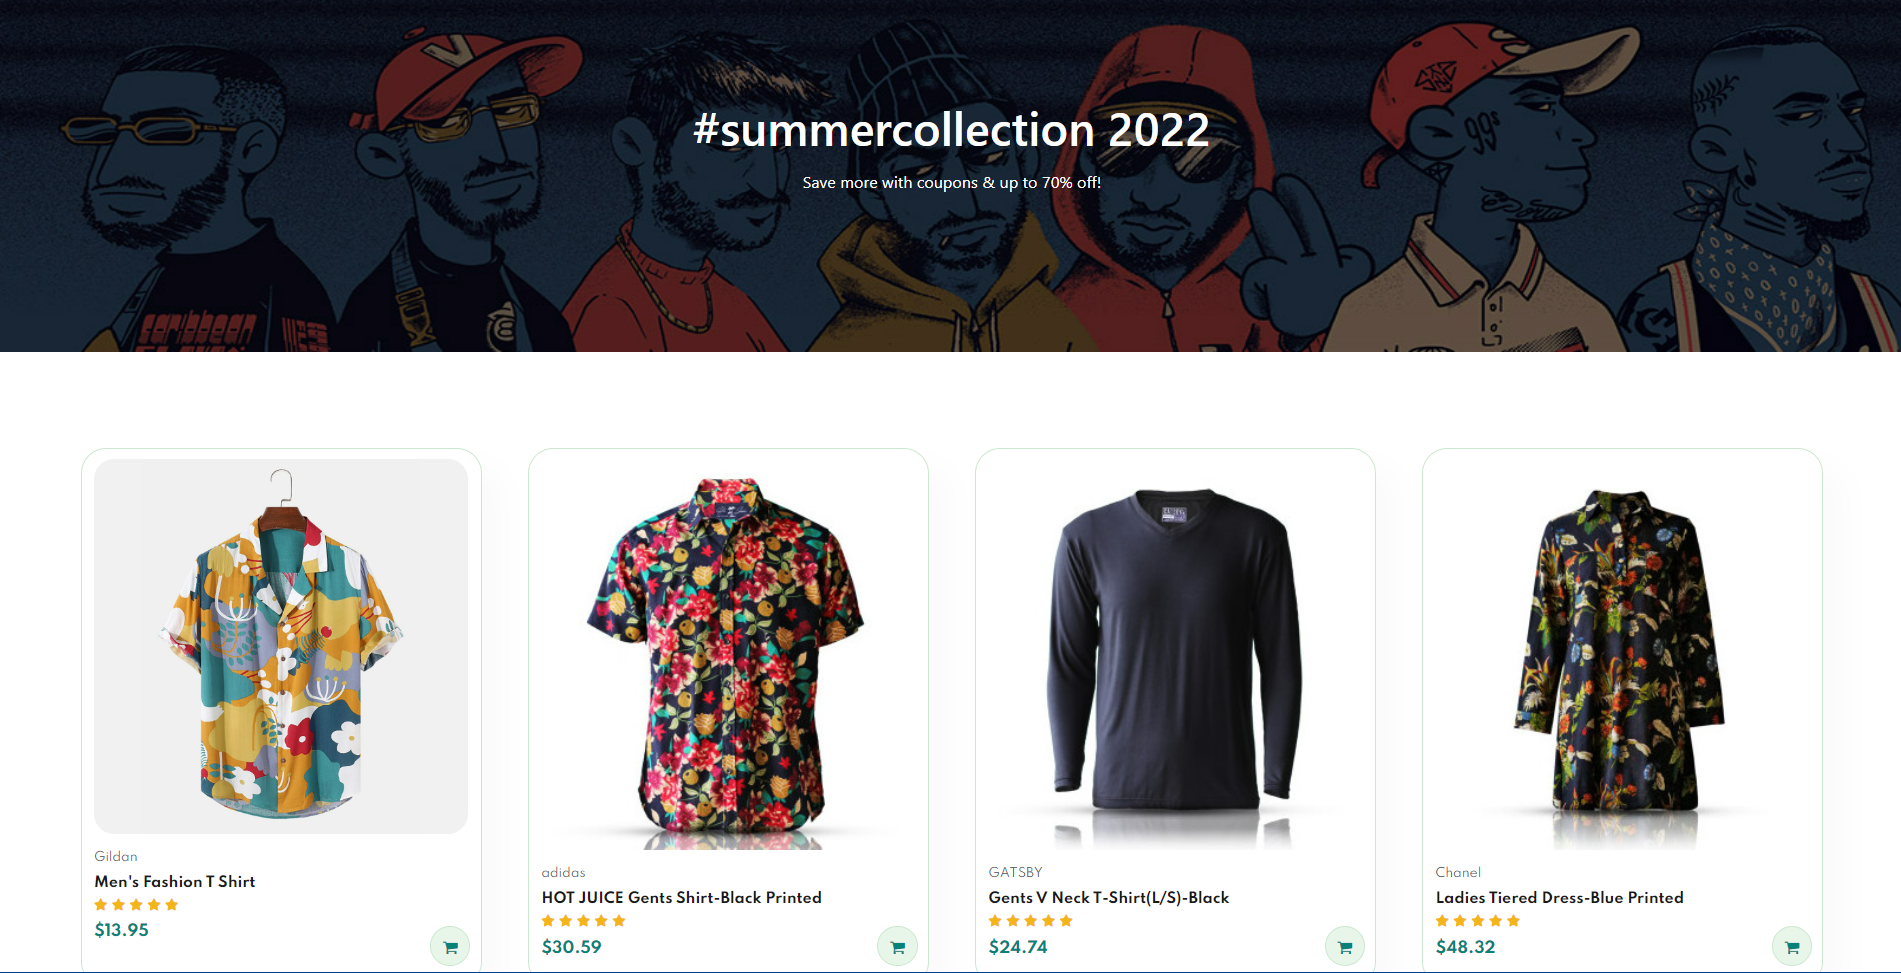 #summercollection 2022
Save more with coupons & up to 70% off!
V
99s
caribbean
Gildan
Men's Fashion T Shirt
$13.95
adidas
HOT JUICE Gents Shirt-Black Printed
$30.59
GATSBY
Gents V Neck T-Shirt(L/S)-Black
$24.74
Chanel
Ladies Tiered Dress-Blue Printed
$48.32